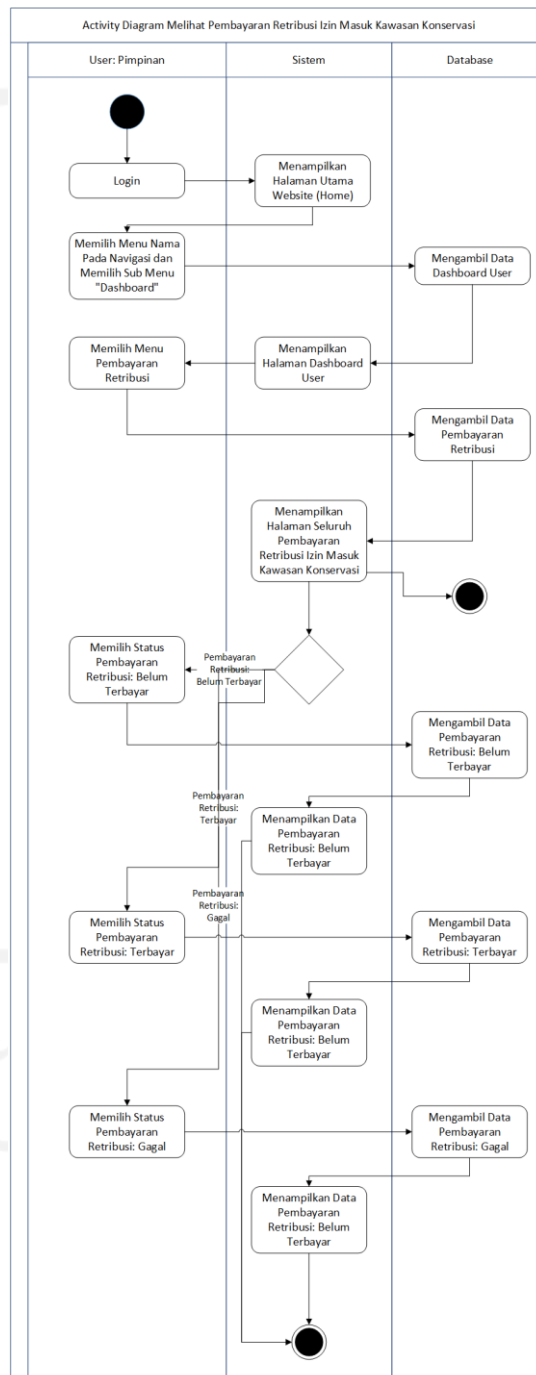 Activity Diagram Melihat Pembayaran Retribusi Izin Masuk Kawasan Konservasi
User: Pimpinan
Sistem
Database
Login
Menampilkan
Halaman Utama
Website (Home)
Memilih Menu Nama
Pada Navigasi dan
Memilih Sub Menu
"Dashboard"
Mengambil Data
Dashboard User
Memilih Menu
Pembayaran
Retribusi
Menampilkan
Halaman Dashboard
User
Mengambil Data
Pembayaran
Retribusi
Menampilkan
Halaman Seluruh
Pembayaran
Retribusi Izin Masuk
Kawasan Konservasi
Memilih Status
Pembayaran
Retribusi: Belum
Terbayar
Pembayaran
Retribusi:
Belum Terbayar
Mengambil Data
Pembayaran
Retribusi: Belum
Terbayar
Pembayaran
Retribusi:
Terbayar
Menampilkan Data
Pembayaran
Retribusi: Belum
Terbayar
Pembayaran
Retribusi:
Gagal
Memilih Status
Pembayaran
Retribusi: Terbayar
Mengambil Data
Pembayaran
Retribusi: Terbayar
Menampilkan Data
Pembayaran
Retribusi: Belum
Terbayar
Memilih Status
Pembayaran
Retribusi: Gagal
Mengambil Data
Pembayaran
Retribusi: Gagal
Menampilkan Data
Pembayaran
Retribusi: Belum
Terbayar